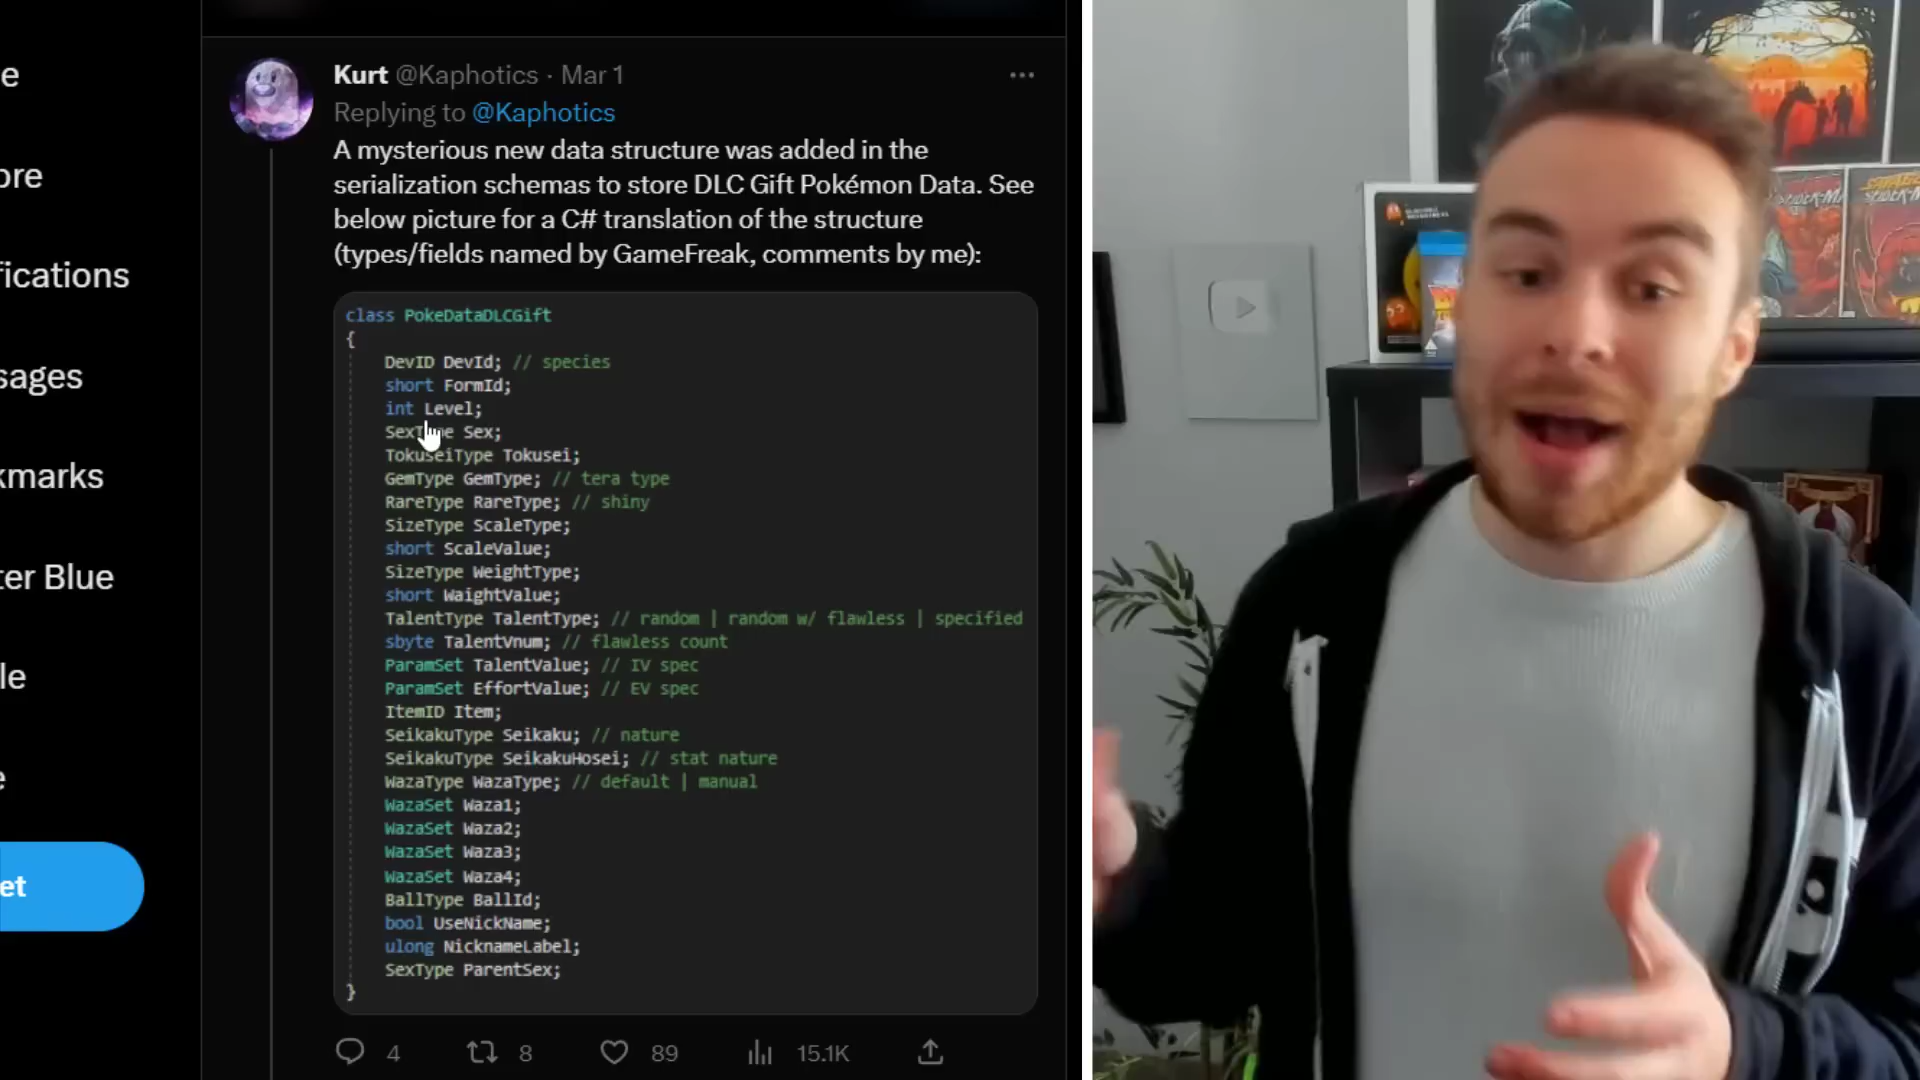 e
ore
fications
sages
kmarks
ter Blue
le
e
et
Kurt @Kaphotics · Mar 1
Replying to @Kaphotics
A mysterious new data structure was added in the
serialization schemas to store DLC Gift Pokémon Data. See
below picture for a C# translation of the structure
(types/fields named by GameFreak, comments by me):
class PokeDataDLCGift
{
DevID DevId; // species
short FormId;
int Level;
SexType Sex;
TokuseiType Tokusei;
GemType GemType; // tera type
RareType RareType; // shiny
SizeType ScaleType;
short ScaleValue;
SizeType WeightType;
short WaightValue;
TalentType TalentType; // random | random w/ flawless | specified
sbyte TalentVnum; // flawless count
ParamSet TalentValue; // IV spec
ParamSet EffortValue; // EV spec
ItemID Item;
SeikakuType Seikaku; // nature
SeikakuType SeikakuHosei; // stat nature
WazaType WazaType; // default | manual
WazaSet Waza1;
WazaSet Waza2;
WazaSet Waza3;
WazaSet Waza4;
BallType BallId;
bool UseNickName;
ulong NicknameLabel;
SexType ParentSex;
}
4 8 89 15.1K